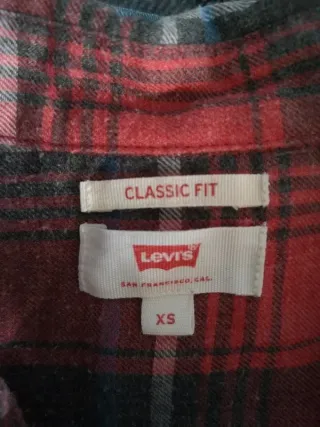 CLASSIC FIT
Levi's
SAN FRANCISCO, CAL.
XS